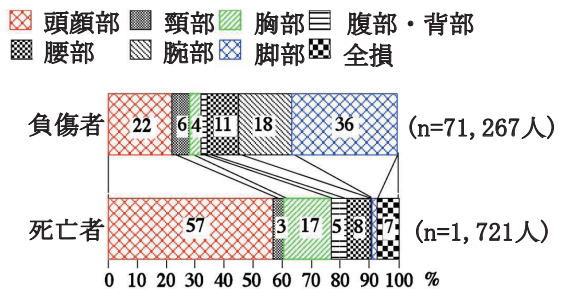 頭顔部 頸部 胸部 腹部・背部
腰部 腕部 脚部 全損
負傷者 22 6 4 11 18 36 (n=71,267人)
死亡者 57 3 17 5 8 7 (n=1,721人)
0 10 20 30 40 50 60 70 80 90 100 %